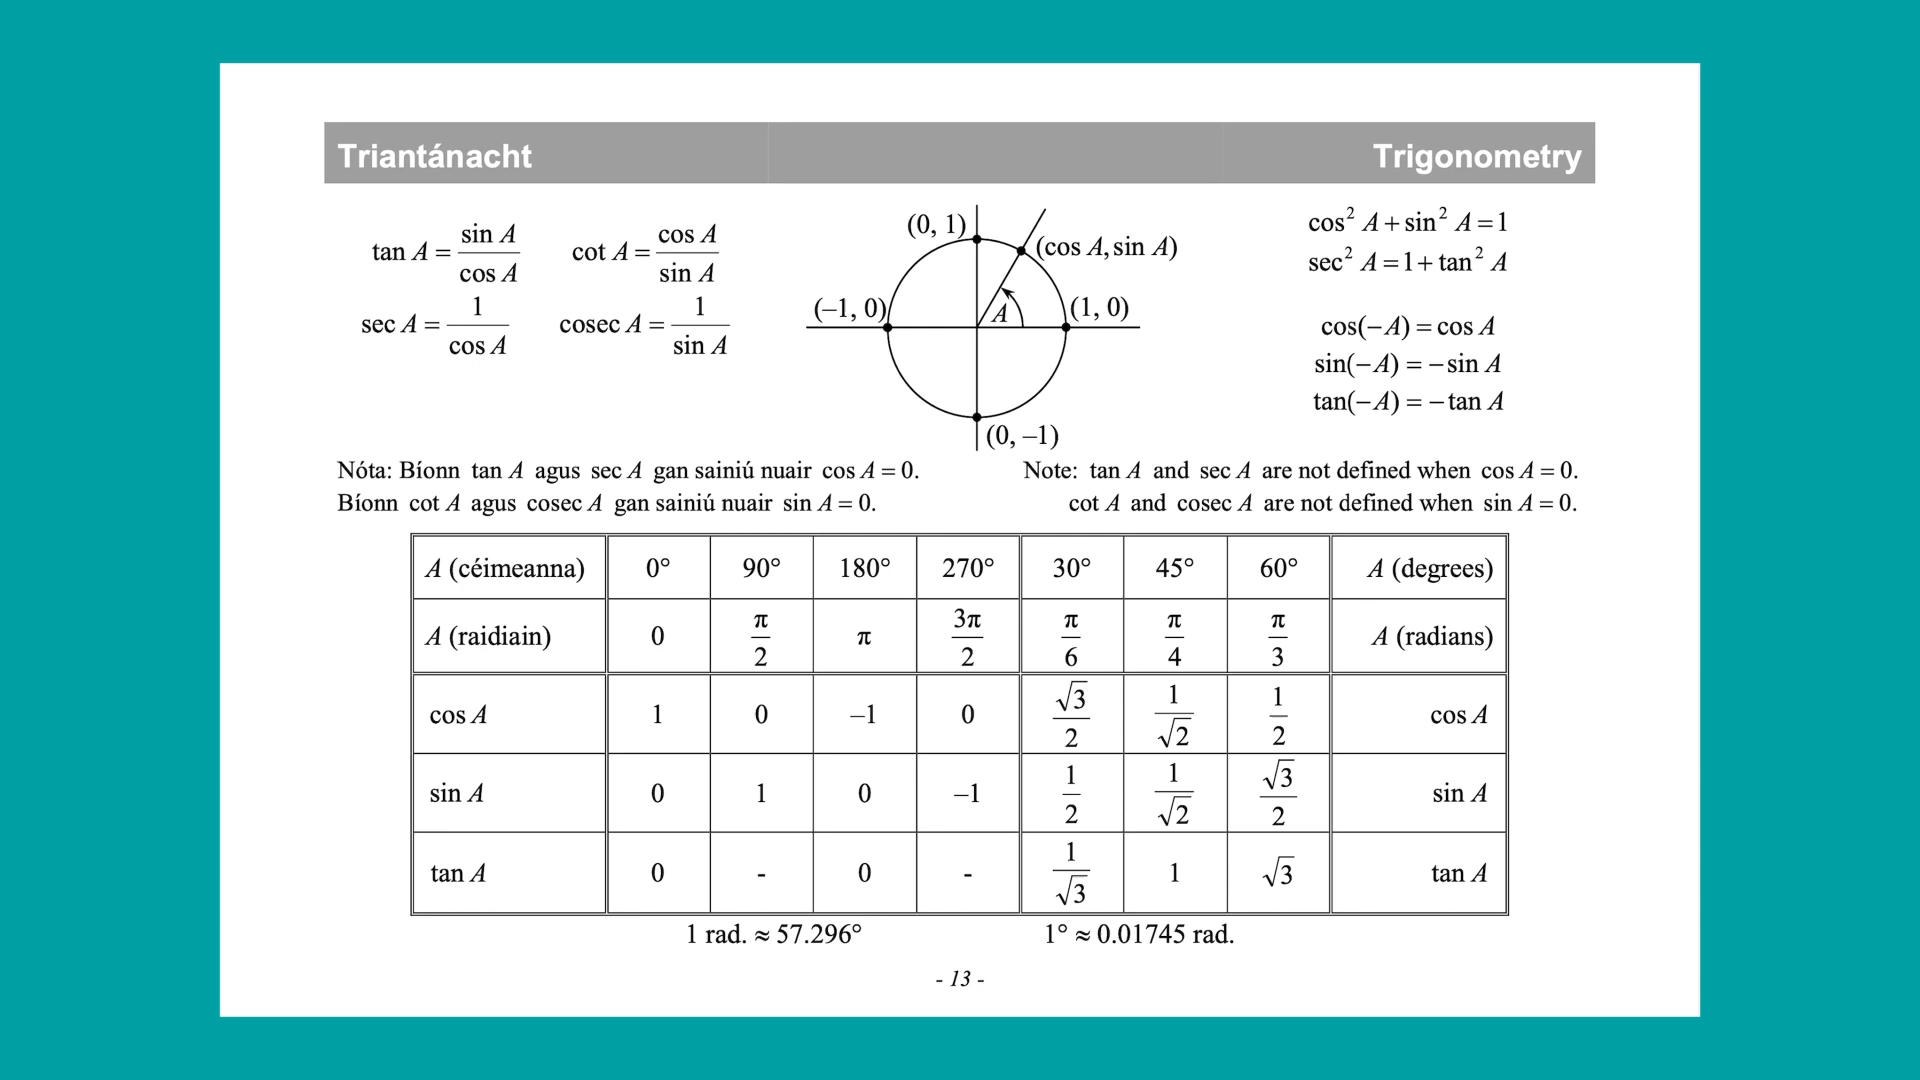 Triantánacht Trigonometry
tan A = sin A / cos A cot A = cos A / sin A
sec A = 1 / cos A cosec A = 1 / sin A
(0, 1)
(cos A, sin A)
(–1, 0) A (1, 0)
(0, –1)
cos² A + sin² A = 1
sec² A = 1 + tan² A
cos(−A) = cos A
sin(−A) = −sin A
tan(−A) = −tan A
Nóta: Bíonn tan A agus sec A gan sainiú nuair cos A = 0.
Bíonn cot A agus cosec A gan sainiú nuair sin A = 0.
Note: tan A and sec A are not defined when cos A = 0.
cot A and cosec A are not defined when sin A = 0.
A (céimeanna) 0° 90° 180° 270° 30° 45° 60° A (degrees)
A (raidiain) 0 π/2 π 3π/2 π/6 π/4 π/3 A (radians)
cos A 1 0 –1 0 √3/2 1/√2 1/2 cos A
sin A 0 1 0 –1 1/2 1/√2 √3/2 sin A
tan A 0 - 0 - 1/√3 1 √3 tan A
1 rad. ≈ 57.296° 1° ≈ 0.01745 rad.
- 13 -